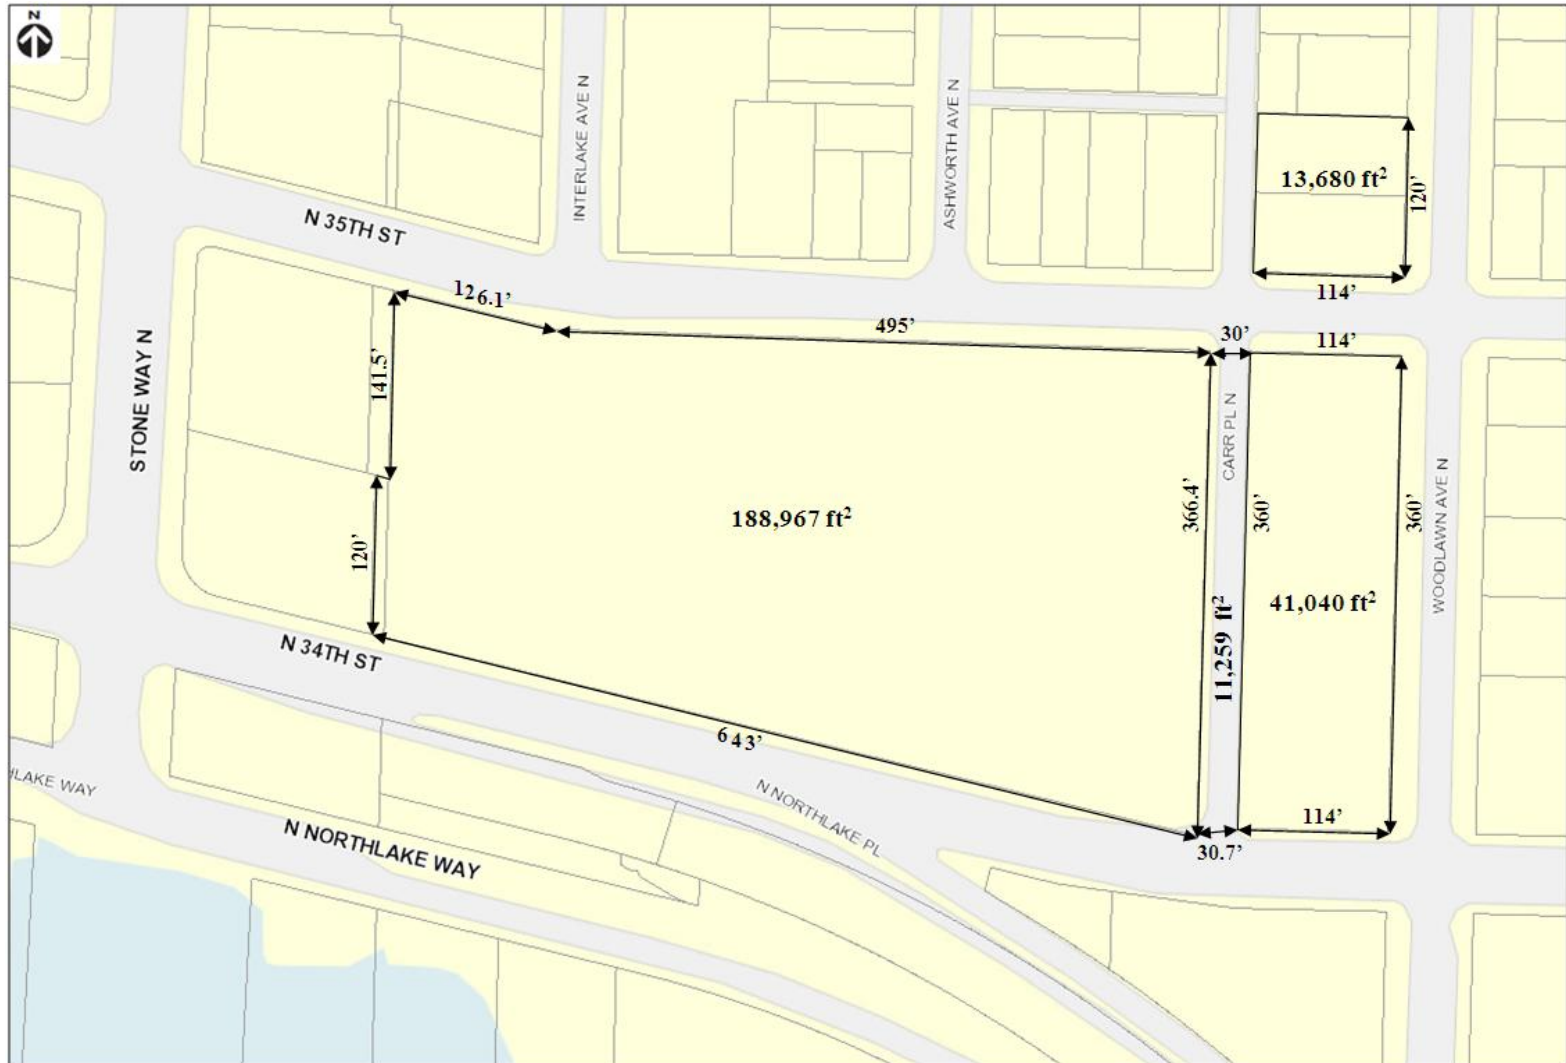 N
INTERLAKE AVE N
ASHWORTH AVE N
13,680 ft²
120’
N 35TH ST
114’
126.1’
495’
30’
114’
141.5’
STONE WAY N
CARR PL N
WOODLAWN AVE N
366.4’
360’
360’
188,967 ft²
120’
11,259 ft²
41,040 ft²
N 34TH ST
643’
HLAKE WAY
N NORTHLAKE PL
114’
30.7’
N NORTHLAKE WAY